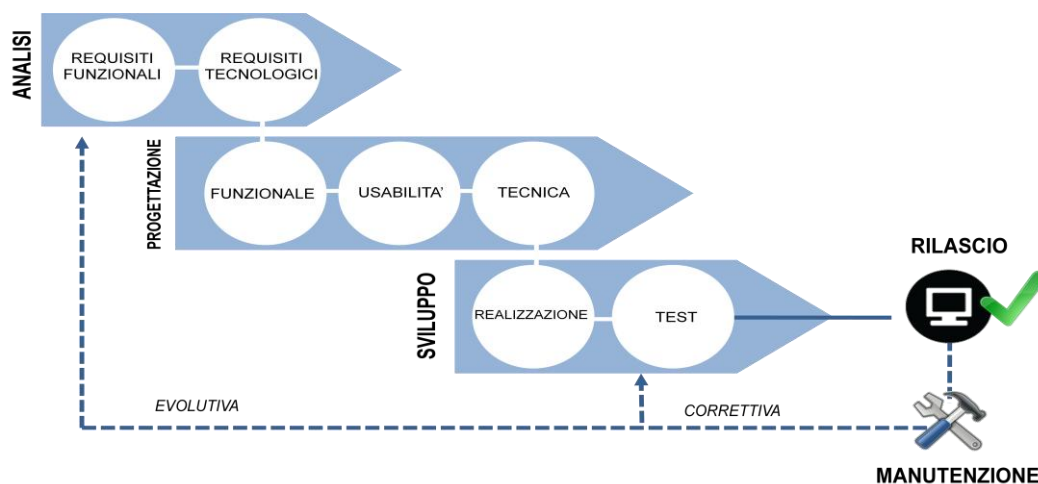 ANALISI
REQUISITI
FUNZIONALI
REQUISITI
TECNOLOGICI
PROGETTAZIONE
FUNZIONALE
USABILITA'
TECNICA
SVILUPPO
REALIZZAZIONE
TEST
RILASCIO
EVOLUTIVA
CORRETTIVA
MANUTENZIONE